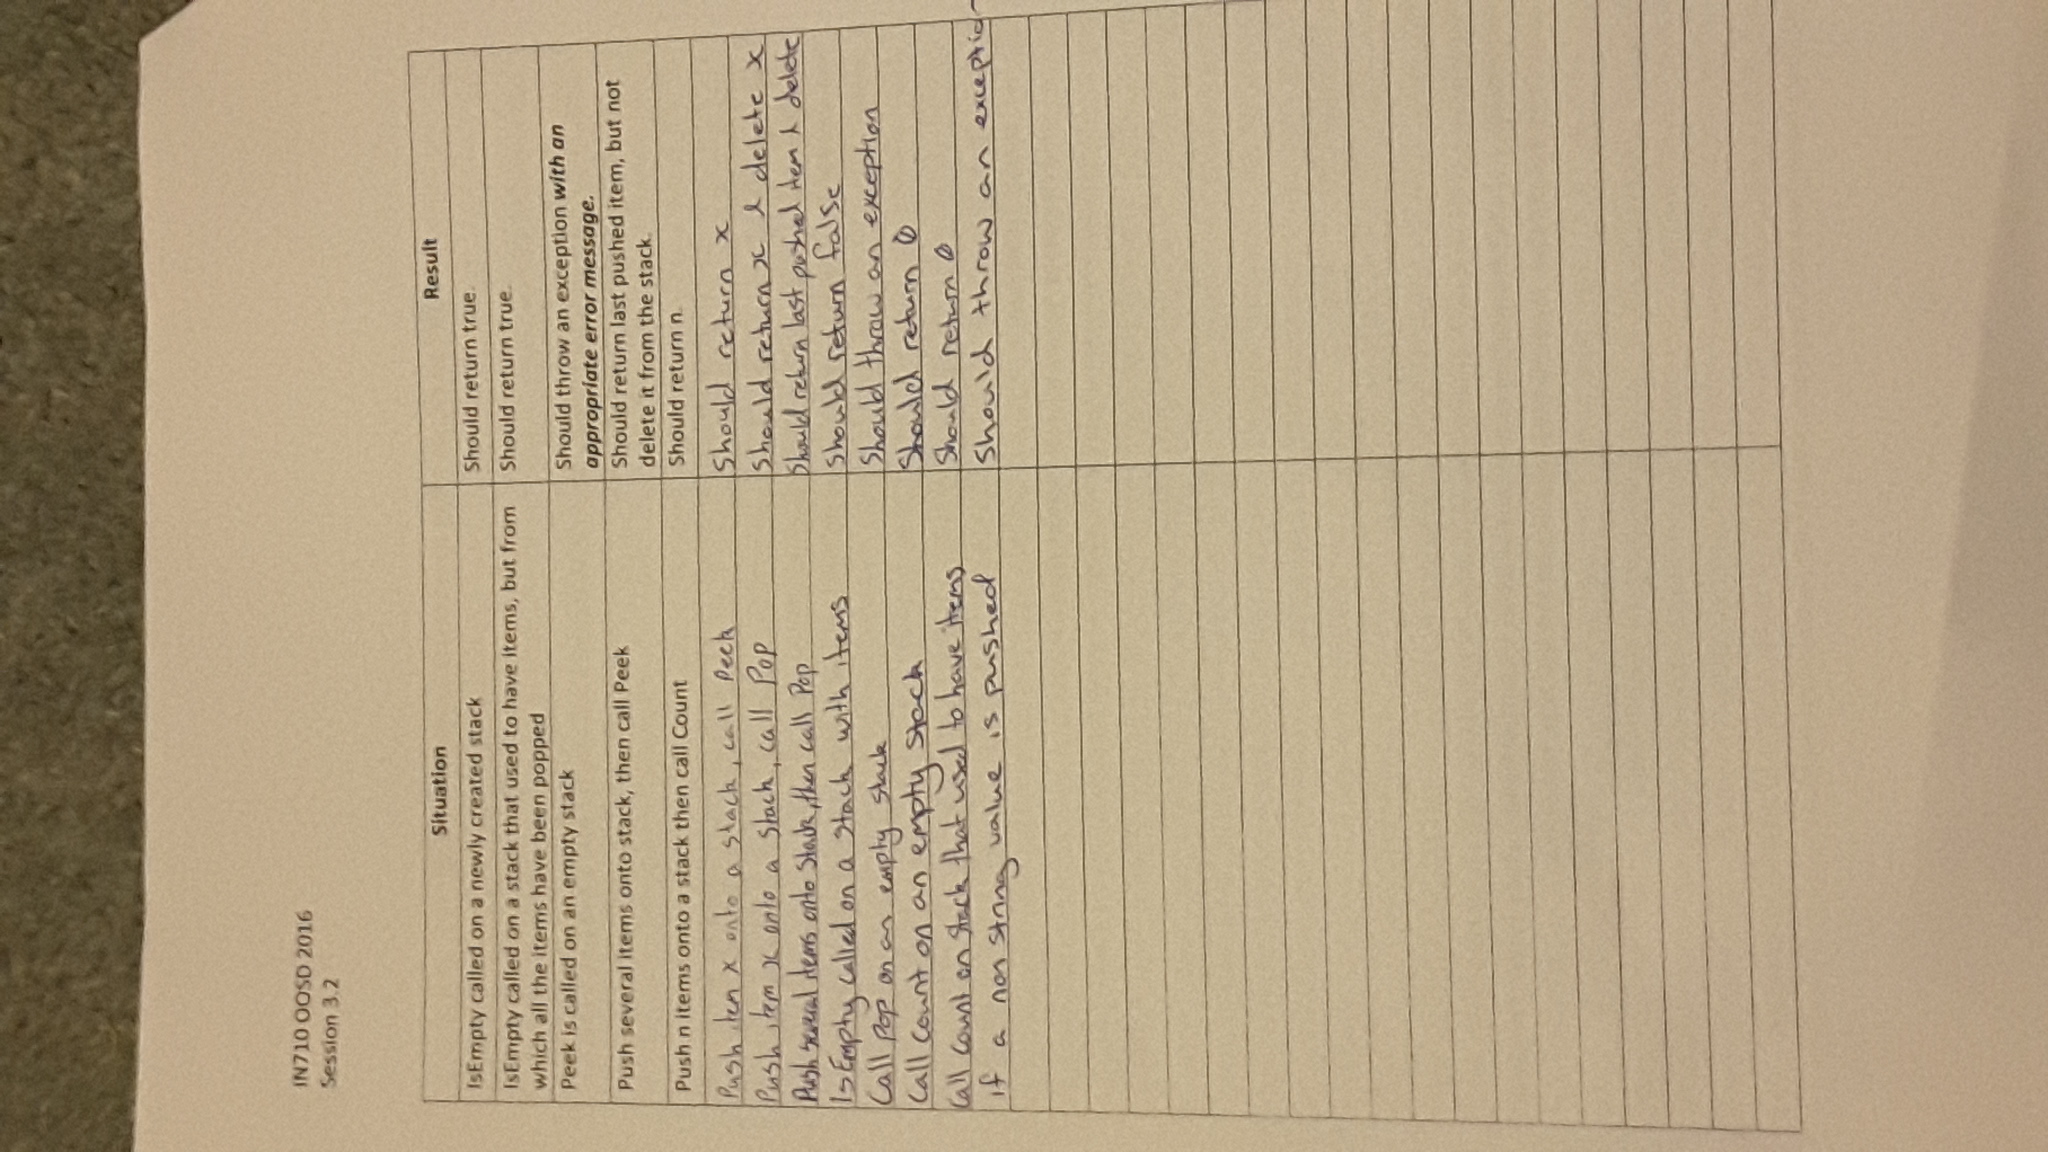 IN710 OOSD 2016
Session 3.2
Situation Result
IsEmpty called on a newly created stack Should return true.
IsEmpty called on a stack that used to have items, but from Should return true.
which all the items have been popped
Peek is called on an empty stack Should throw an exception with an
appropriate error message.
Push several items onto stack, then call Peek Should return last pushed item, but not
delete it from the stack.
Push n items onto a stack then call Count Should return n.
Push iten x onto a stack, call Peek Should return x
Push item x onto a stack, call Pop Should return x & delete x
Push several items onto Stack, then call Pop Should return last pushed item & delete
IsEmpty called on a stack with items Should return false
Call Pop on an empty stack Should throw an exception
Call Count on an empty stack Should return 0
Call count on stack that used to have items Should return 0
if a non string value is pushed Should throw an exception